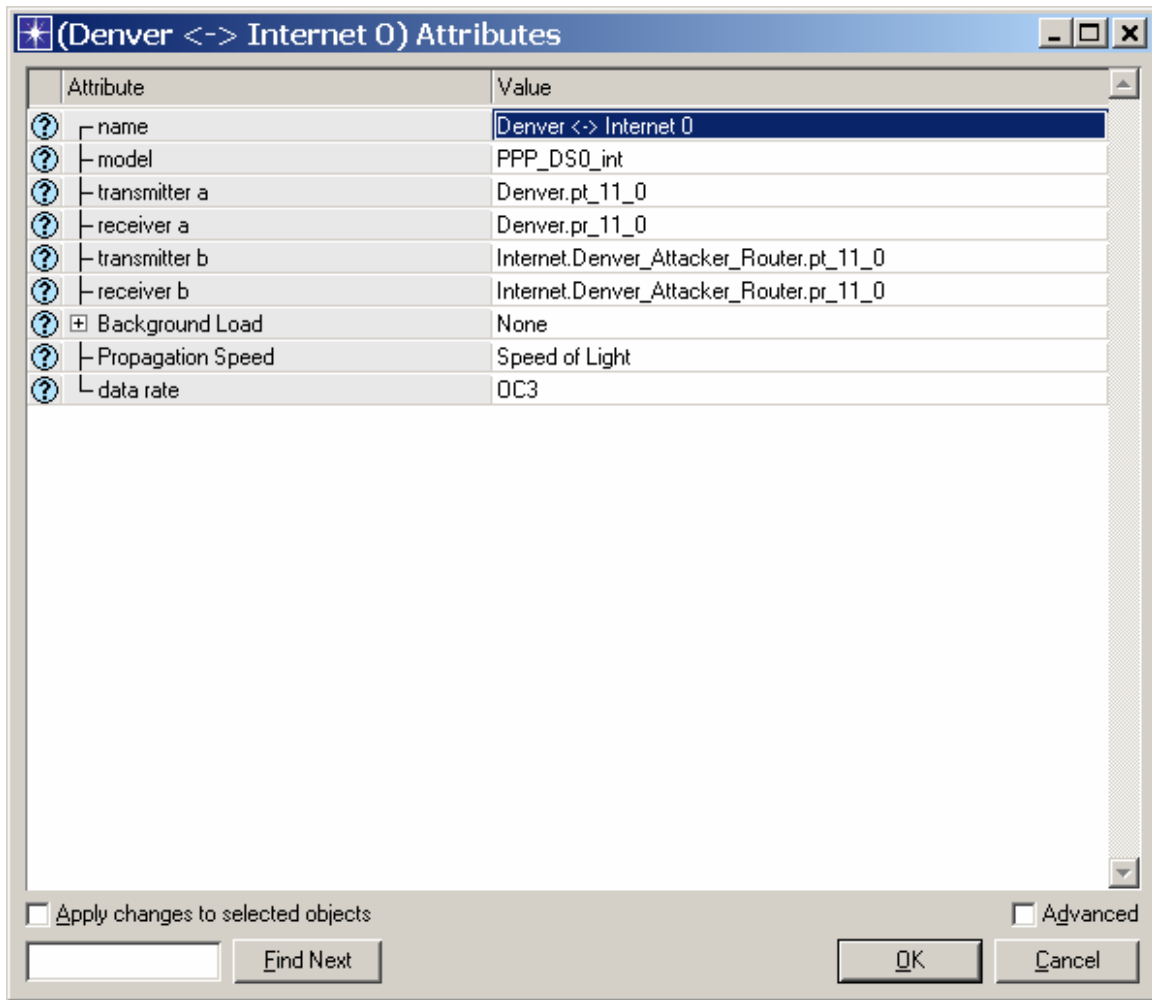 (Denver <-> Internet 0) Attributes
Attribute Value
name Denver <-> Internet 0
model PPP_DS0_int
transmitter a Denver.pt_11_0
receiver a Denver.pr_11_0
transmitter b Internet.Denver_Attacker_Router.pt_11_0
receiver b Internet.Denver_Attacker_Router.pr_11_0
Background Load None
Propagation Speed Speed of Light
data rate OC3
Apply changes to selected objects Advanced
Find Next OK Cancel